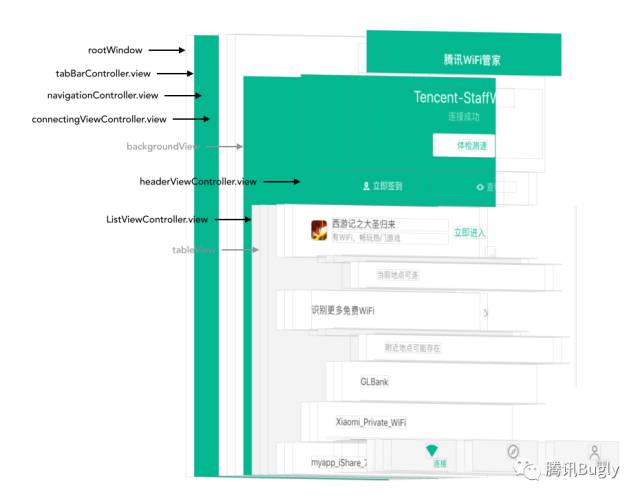 rootWindow
腾讯WiFi管家
tabBarController.view
navigationController.view
Tencent-StaffW
connectingViewController.view
连接成功
backgroundView
体检测速
headerViewController.view
立即签到
ListViewController.view
西游记之大圣归来
立即进入
有WiFi，畅玩热门游戏
tableView
当前地点可连
识别更多免费WiFi
附近地点可能存在
GLBank
Xiaomi_Private_WiFi
myapp_iShare_
连接
腾讯Bugly